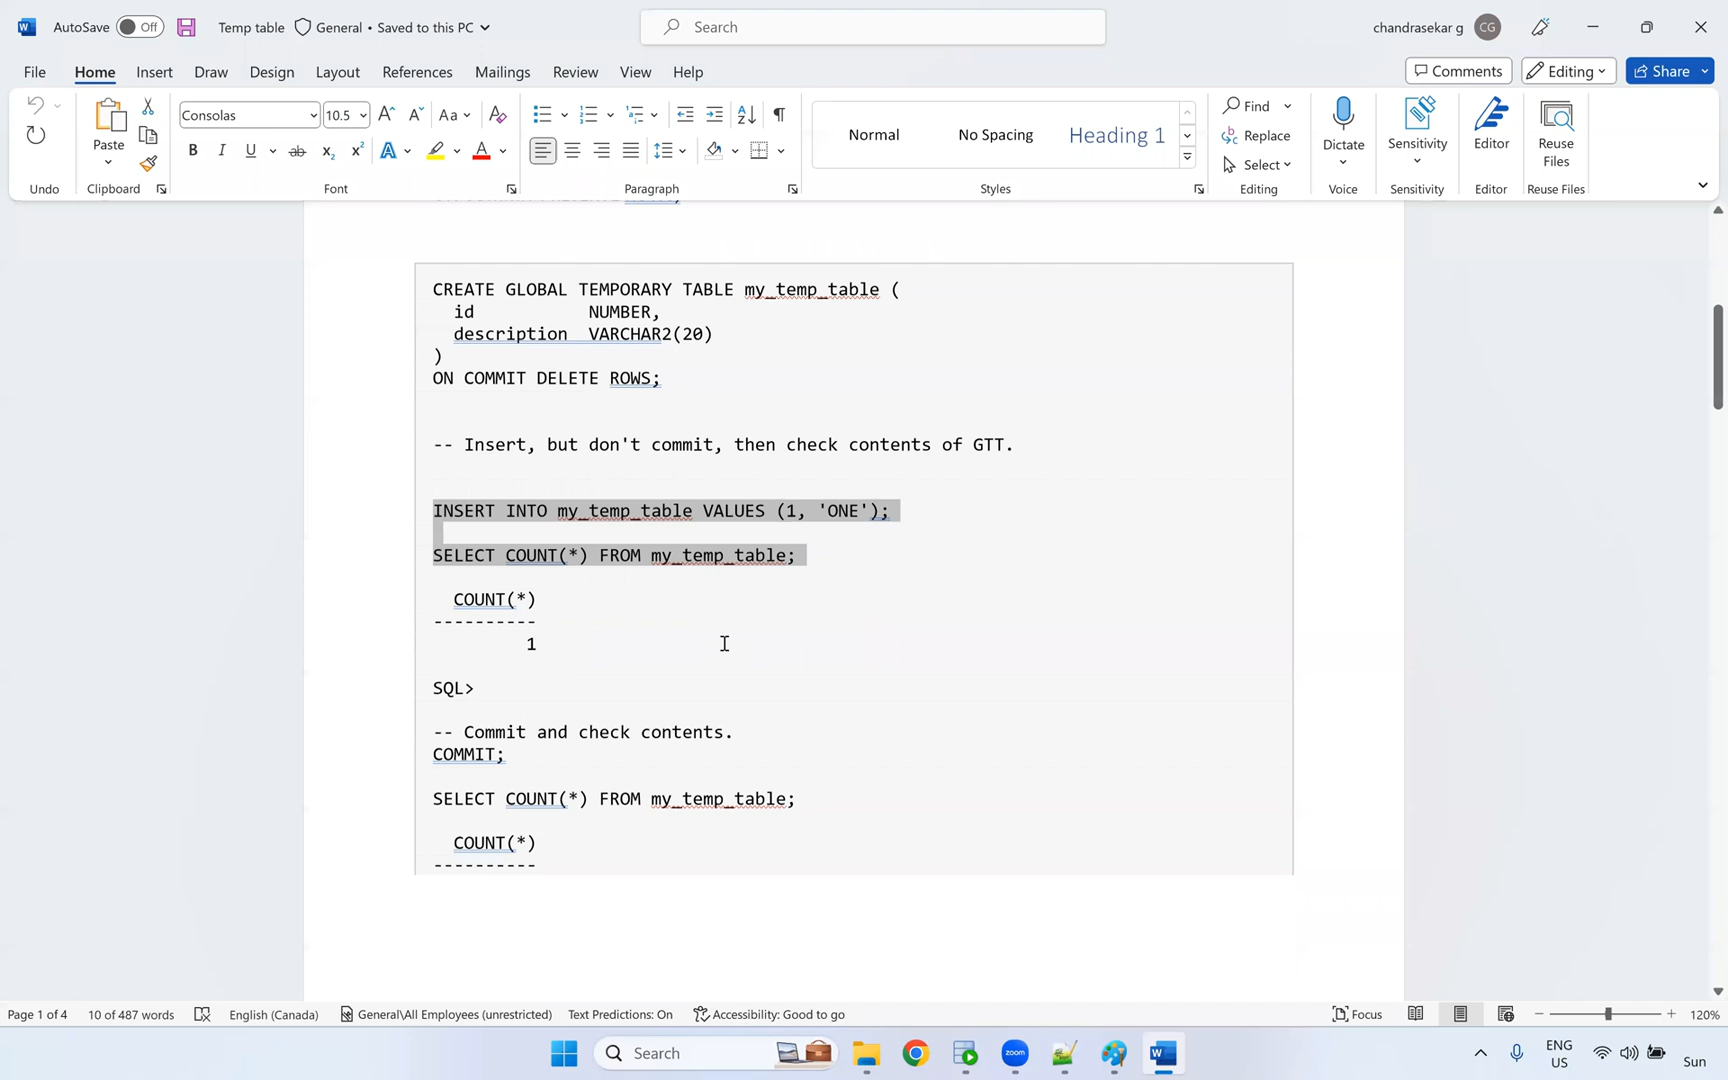 AutoSave Off Temp table General • Saved to this PC Search chandrasekar g CG
File Home Insert Draw Design Layout References Mailings Review View Help Comments Editing Share
Paste Consolas 10.5 Aa Normal No Spacing Heading 1 Find Replace Select Dictate Sensitivity Editor Reuse Files
Undo Clipboard Font Paragraph Styles Editing Voice Sensitivity Editor Reuse Files
CREATE GLOBAL TEMPORARY TABLE my_temp_table (
id NUMBER,
description VARCHAR2(20)
)
ON COMMIT DELETE ROWS;
-- Insert, but don't commit, then check contents of GTT.
INSERT INTO my_temp_table VALUES (1, 'ONE');
SELECT COUNT(*) FROM my_temp_table;
COUNT(*)
----------
1
SQL>
-- Commit and check contents.
COMMIT;
SELECT COUNT(*) FROM my_temp_table;
COUNT(*)
----------
Page 1 of 4 10 of 487 words English (Canada) General\All Employees (unrestricted) Text Predictions: On Accessibility: Good to go Focus 120%
Search zoom ENG US Sun